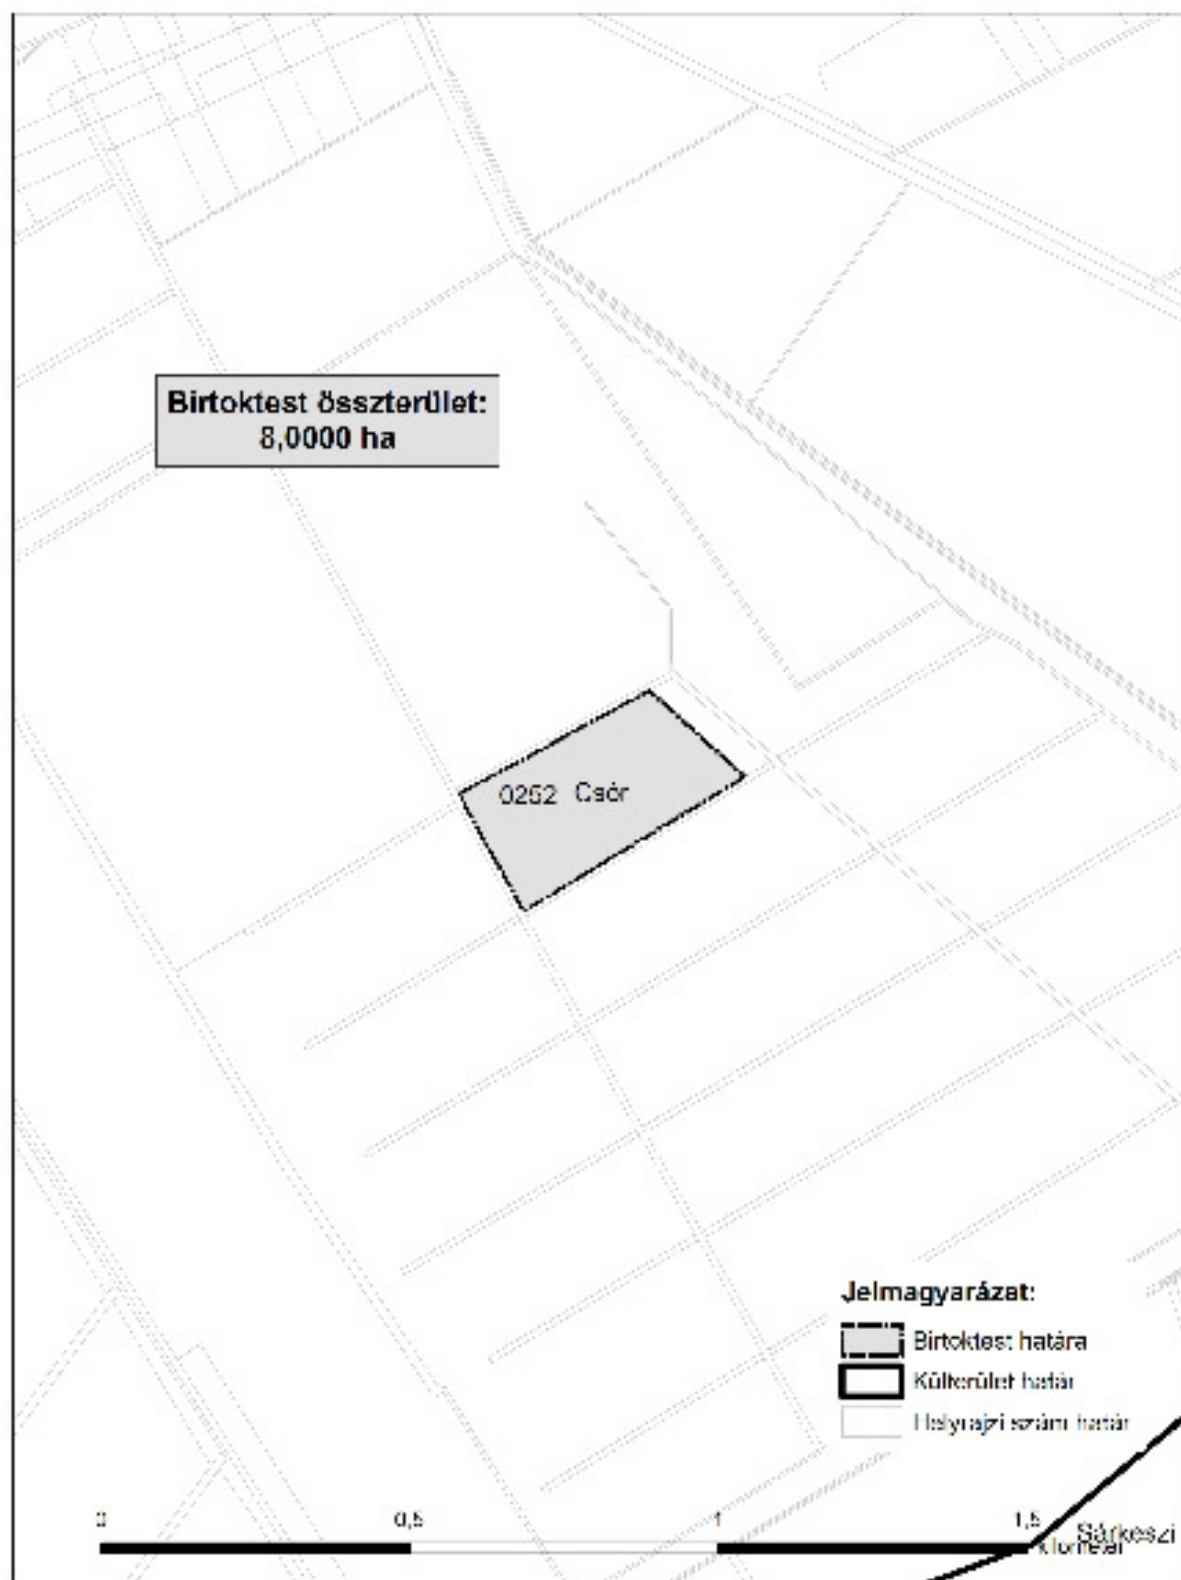 Birtoktest összterület:
8,0000 ha
0252 Csór
Jelmagyarázat:
Birtoktest határa
Külterület határ
Helyrajzi szám határ
0 0,5 1 1,5
Sárkeszi
kilométer